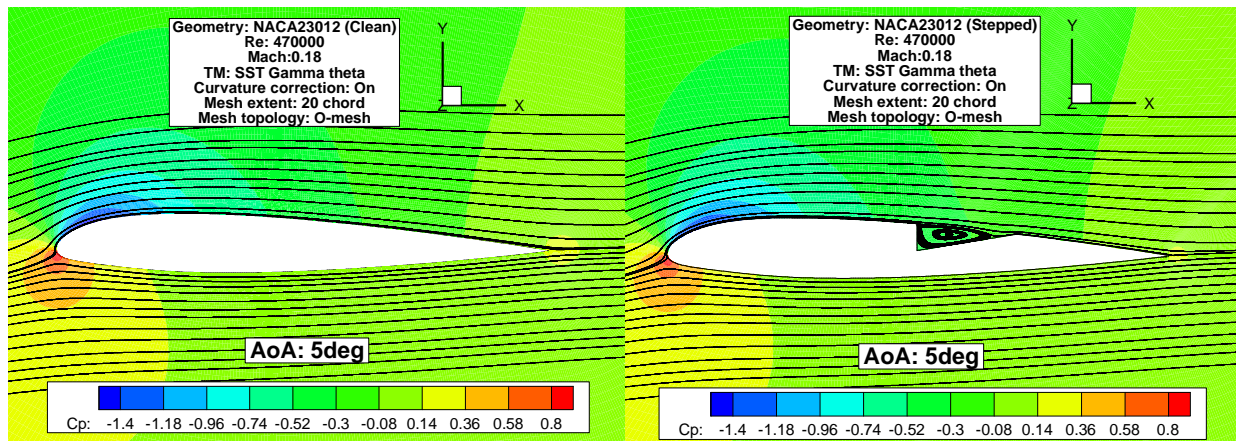 Geometry: NACA23012 (Clean)
Re: 470000
Mach:0.18
TM: SST Gamma theta
Curvature correction: On
Mesh extent: 20 chord
Mesh topology: O-mesh
Y
Z
X
AoA: 5deg
Cp: -1.4 -1.18 -0.96 -0.74 -0.52 -0.3 -0.08 0.14 0.36 0.58 0.8
Geometry: NACA23012 (Stepped)
Re: 470000
Mach:0.18
TM: SST Gamma theta
Curvature correction: On
Mesh extent: 20 chord
Mesh topology: O-mesh
Y
Z
X
AoA: 5deg
Cp: -1.4 -1.18 -0.96 -0.74 -0.52 -0.3 -0.08 0.14 0.36 0.58 0.8